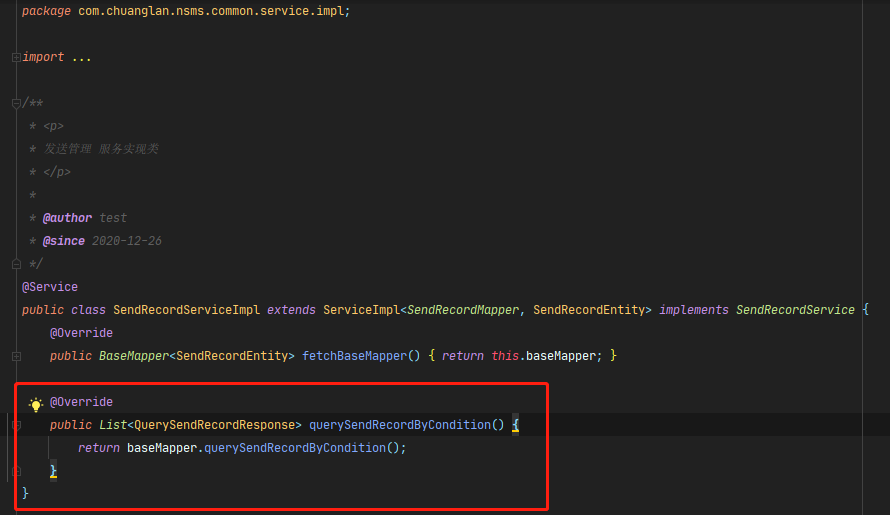 package com.chuanglan.nsms.common.service.impl;
import ...
/**
* <p>
* 发送管理 服务实现类
* </p>
*
* @author test
* @since 2020-12-26
*/
@Service
public class SendRecordServiceImpl extends ServiceImpl<SendRecordMapper, SendRecordEntity> implements SendRecordService {
@Override
public BaseMapper<SendRecordEntity> fetchBaseMapper() { return this.baseMapper; }
@Override
public List<QuerySendRecordResponse> querySendRecordByCondition() {
return baseMapper.querySendRecordByCondition();
}
}